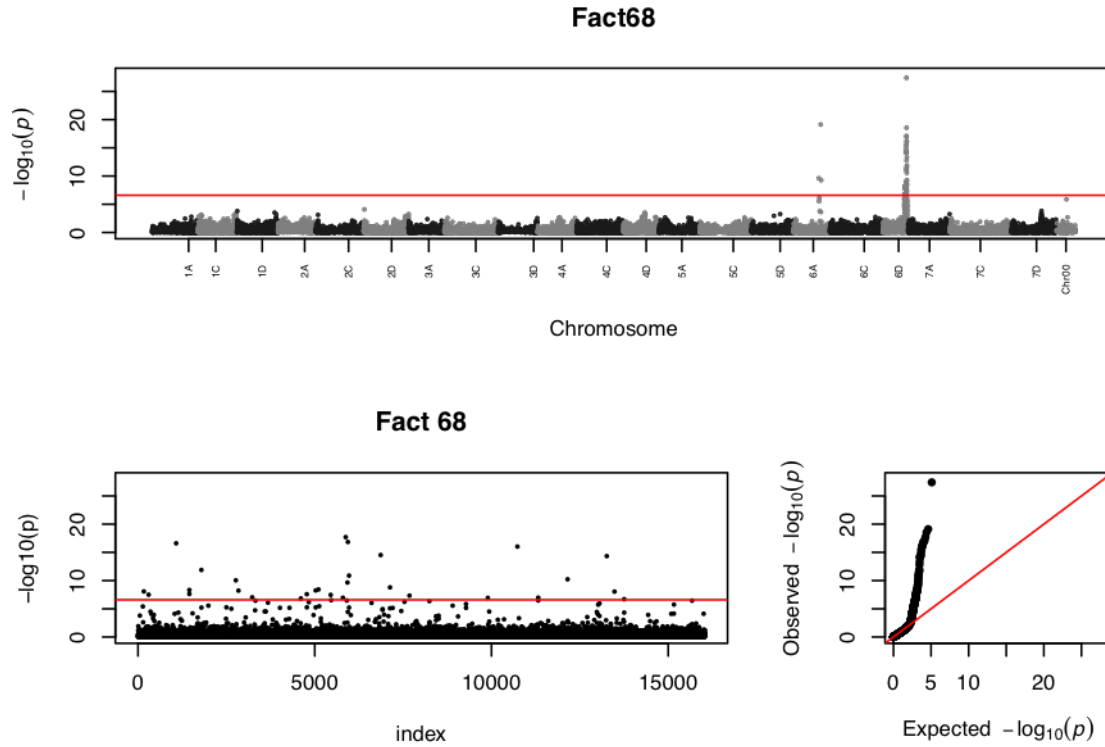 Fact68
−log₁₀(p)
0 10 20
1A 1C 1D 2A 2C 2D 3A 3C 3D 4A 4C 4D 5A 5C 5D 6A 6C 6D 7A 7C 7D Chr00
Chromosome
Fact 68
−log10(p)
0 10 20
0 5000 10000 15000
index
Observed −log₁₀(p)
0 10 20
0 5 10 20
Expected −log₁₀(p)